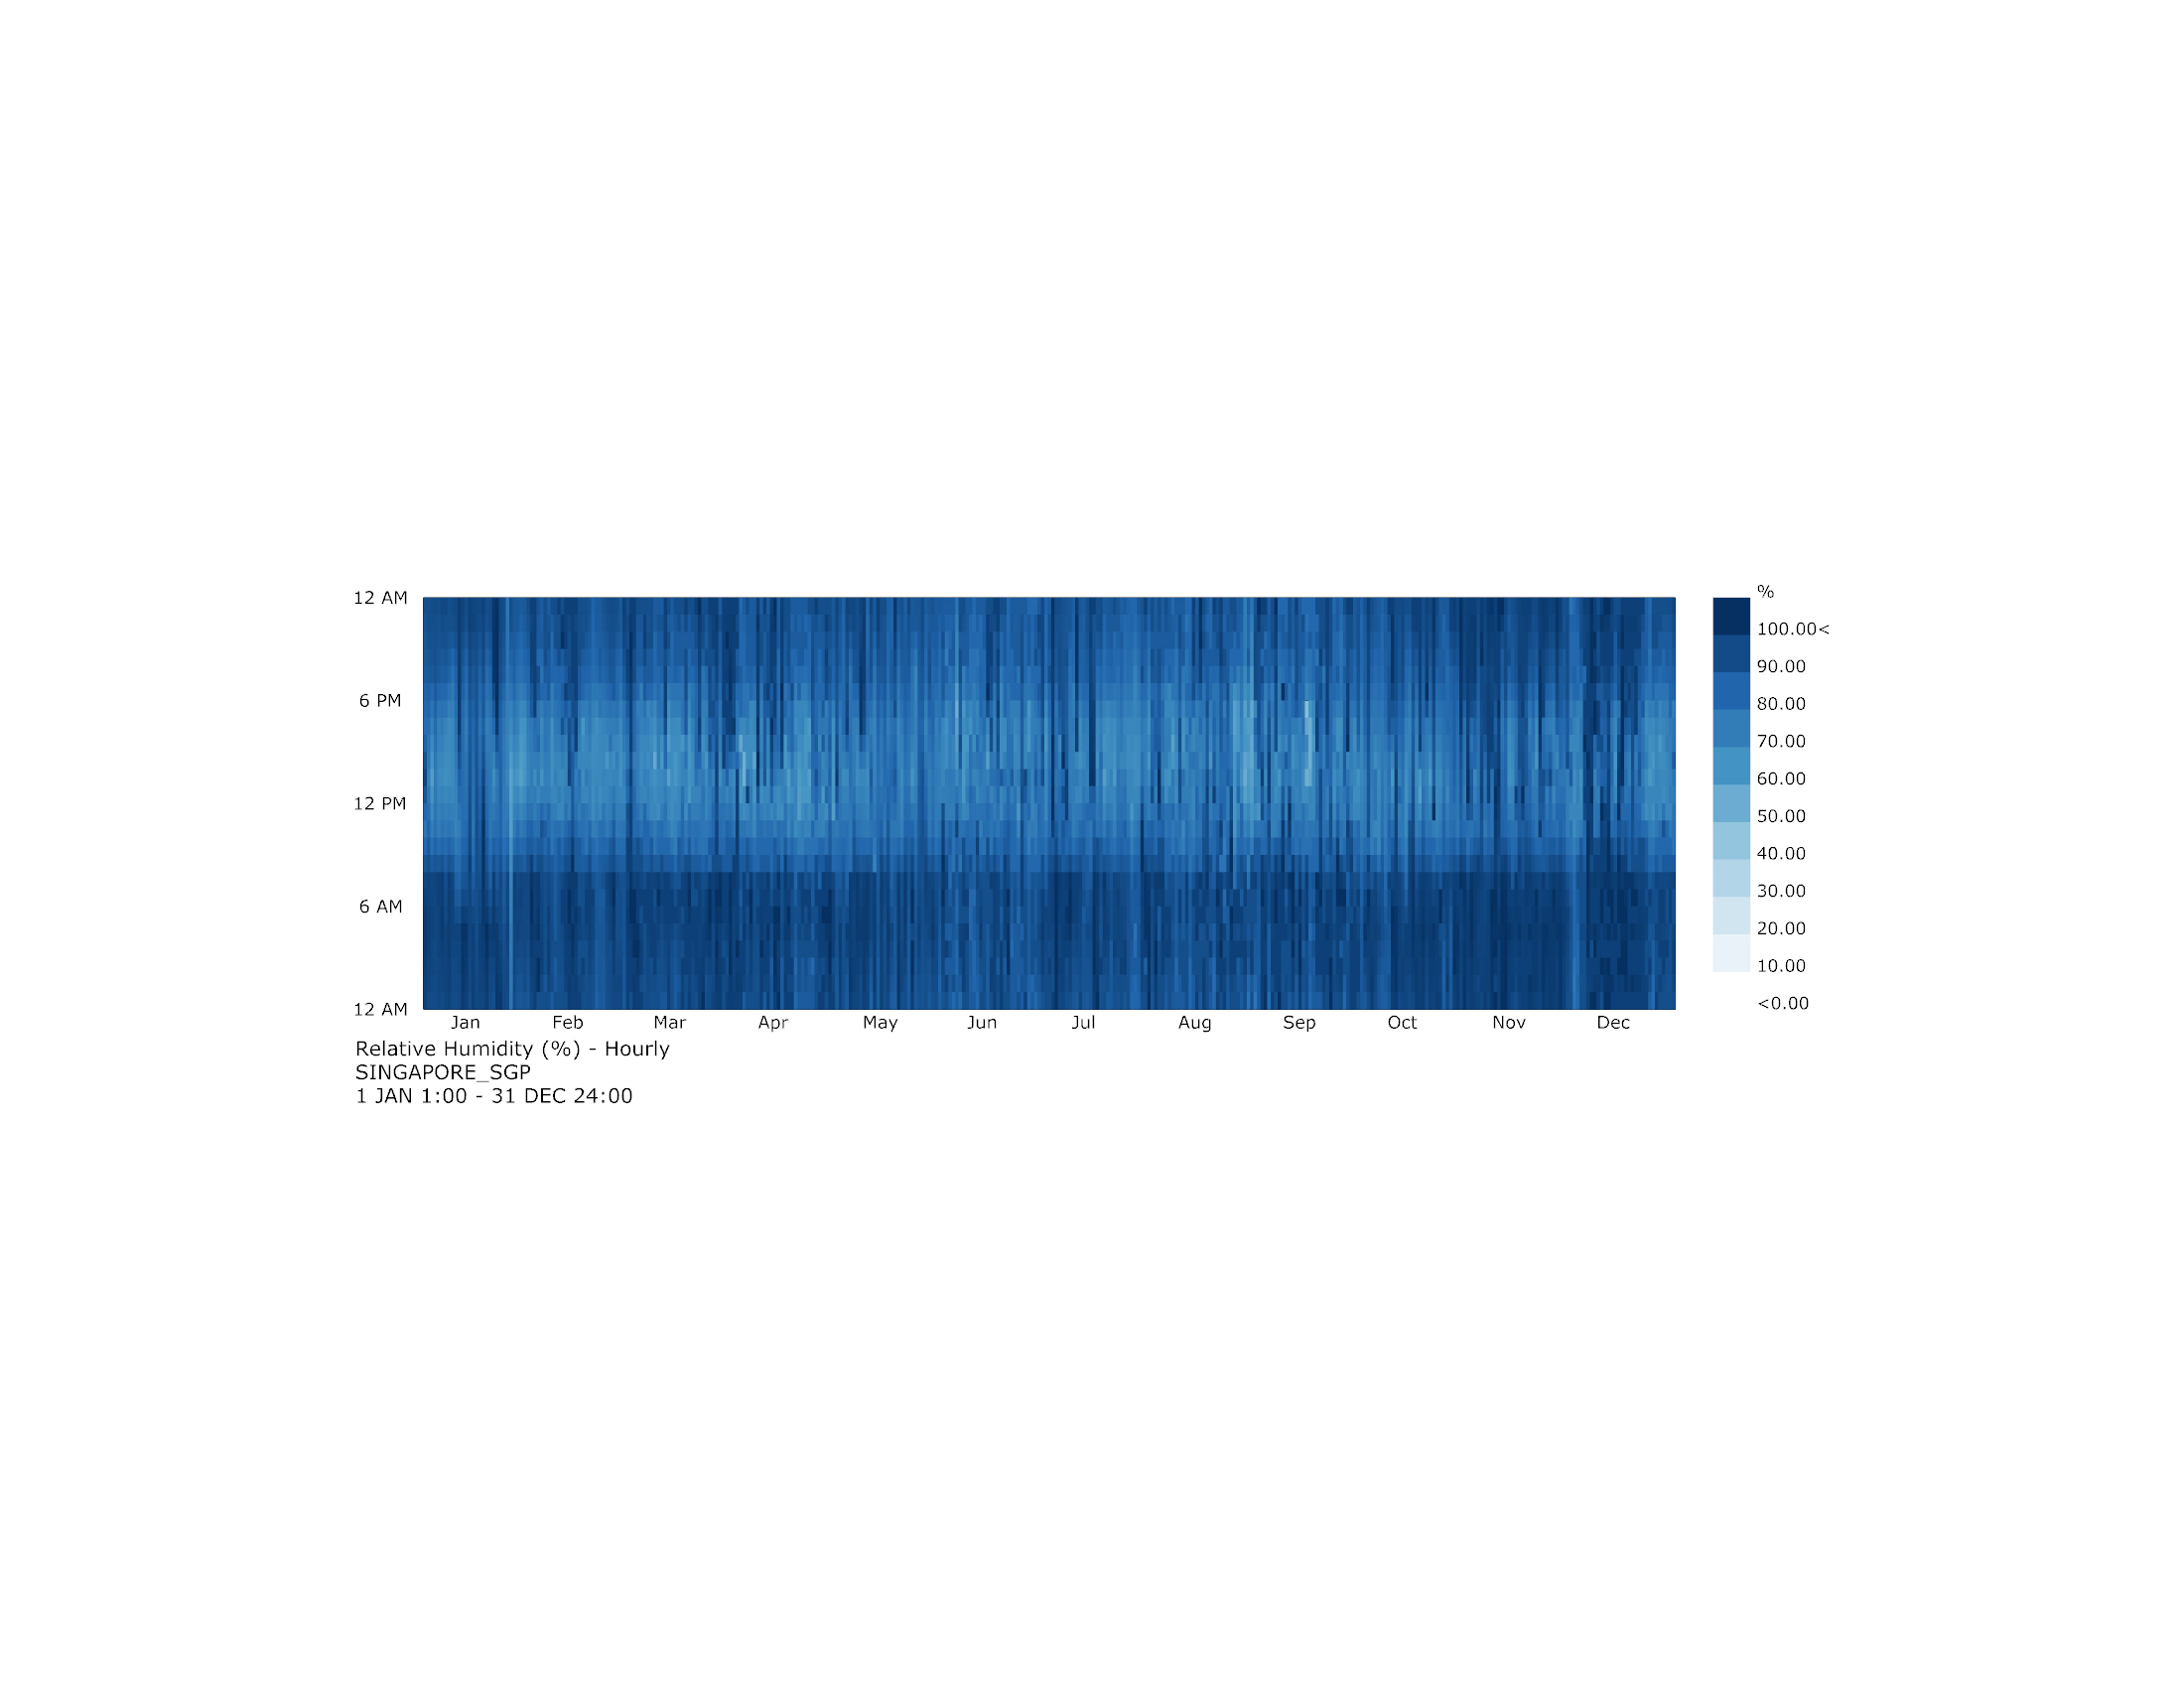 12 AM
6 PM
12 PM
6 AM
12 AM
Jan Feb Mar Apr May Jun Jul Aug Sep Oct Nov Dec
%
100.00<
90.00
80.00
70.00
60.00
50.00
40.00
30.00
20.00
10.00
<0.00
Relative Humidity (%) - Hourly
SINGAPORE_SGP
1 JAN 1:00 - 31 DEC 24:00